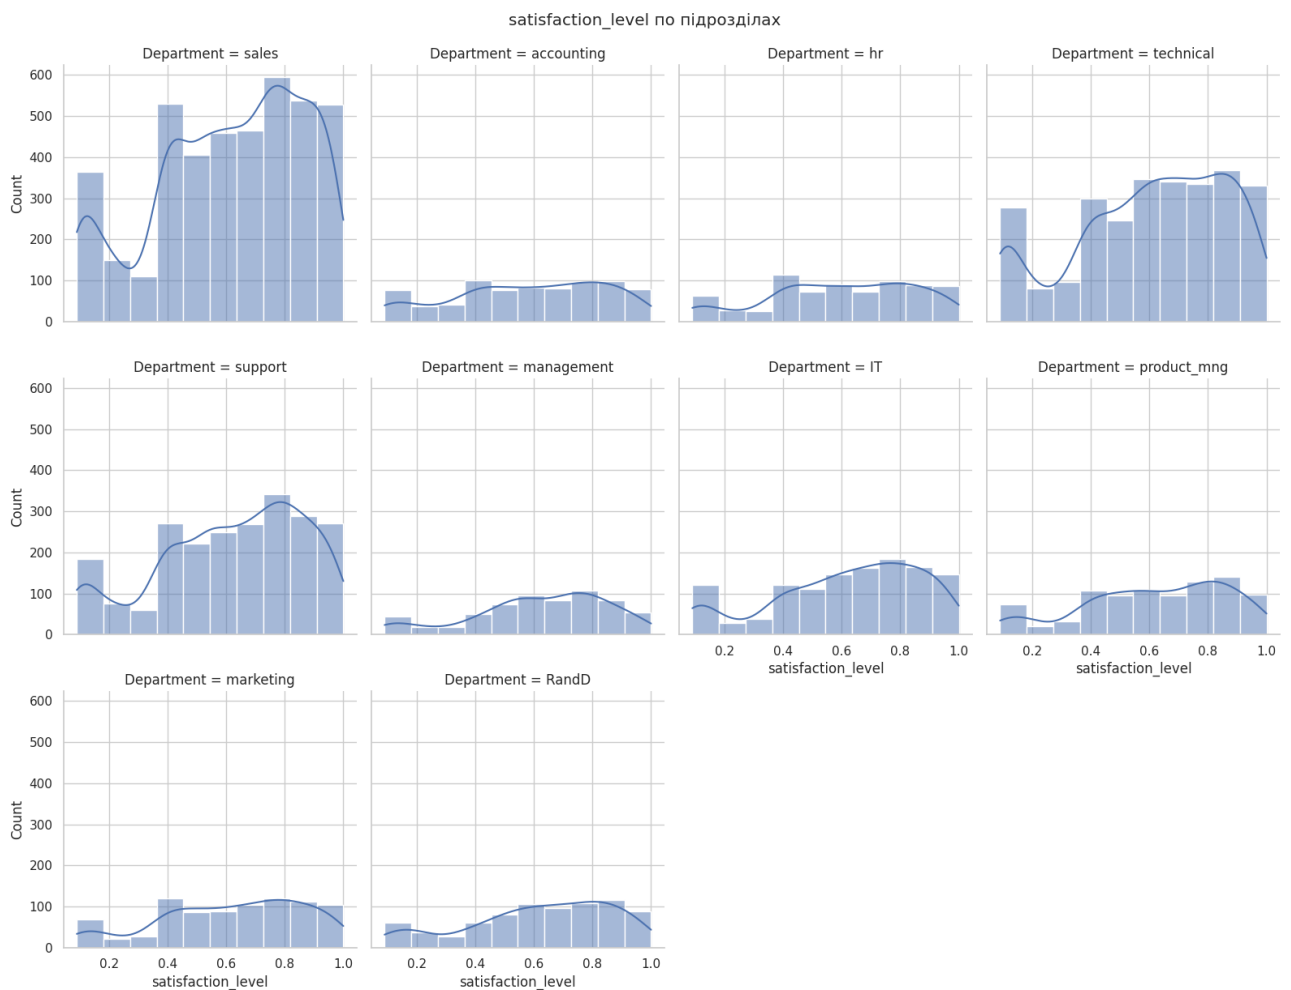 satisfaction_level по підрозділах
Department = sales
Department = accounting
Department = hr
Department = technical
600
500
400
300
200
100
0
Count
Department = support
Department = management
Department = IT
Department = product_mng
600
500
400
300
200
100
0
Count
0.2 0.4 0.6 0.8 1.0
satisfaction_level
0.2 0.4 0.6 0.8 1.0
satisfaction_level
Department = marketing
Department = RandD
600
500
400
300
200
100
0
Count
0.2 0.4 0.6 0.8 1.0
satisfaction_level
0.2 0.4 0.6 0.8 1.0
satisfaction_level